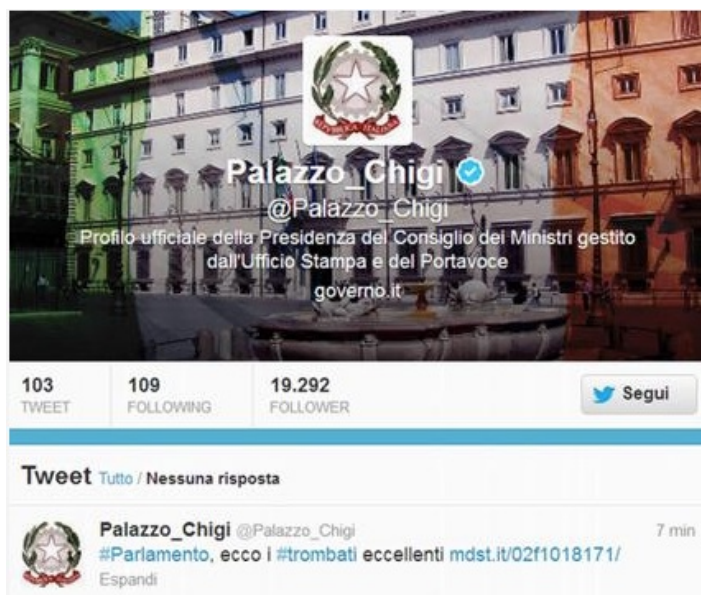 REPUBBLICA ITALIANA
Palazzo_Chigi
@Palazzo_Chigi
Profilo ufficiale della Presidenza del Consiglio dei Ministri gestito
dall'Ufficio Stampa e del Portavoce
governo.it
103 109 19.292
TWEET FOLLOWING FOLLOWER
Segui
Tweet Tutto / Nessuna risposta
Palazzo_Chigi @Palazzo_Chigi 7 min
#Parlamento, ecco i #trombati eccellenti mdst.it/02f1018171/
Espandi